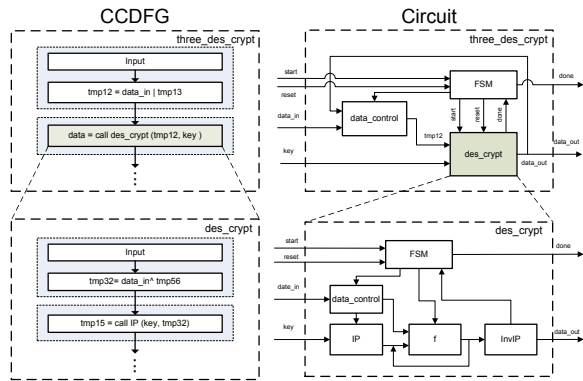 CCDFG
Circuit
three_des_crypt
Input
tmp12 = data_in | tmp13
data = call des_crypt (tmp12, key )
three_des_crypt
start
reset
FSM
done
data_in
data_control
start
reset
done
tmp12
des_crypt
data_out
data_out
key
des_crypt
Input
tmp32= data_in^ tmp56
tmp15 = call IP (key, tmp32)
des_crypt
start
reset
FSM
done
date_in
data_control
key
IP
f
InvIP
data_out